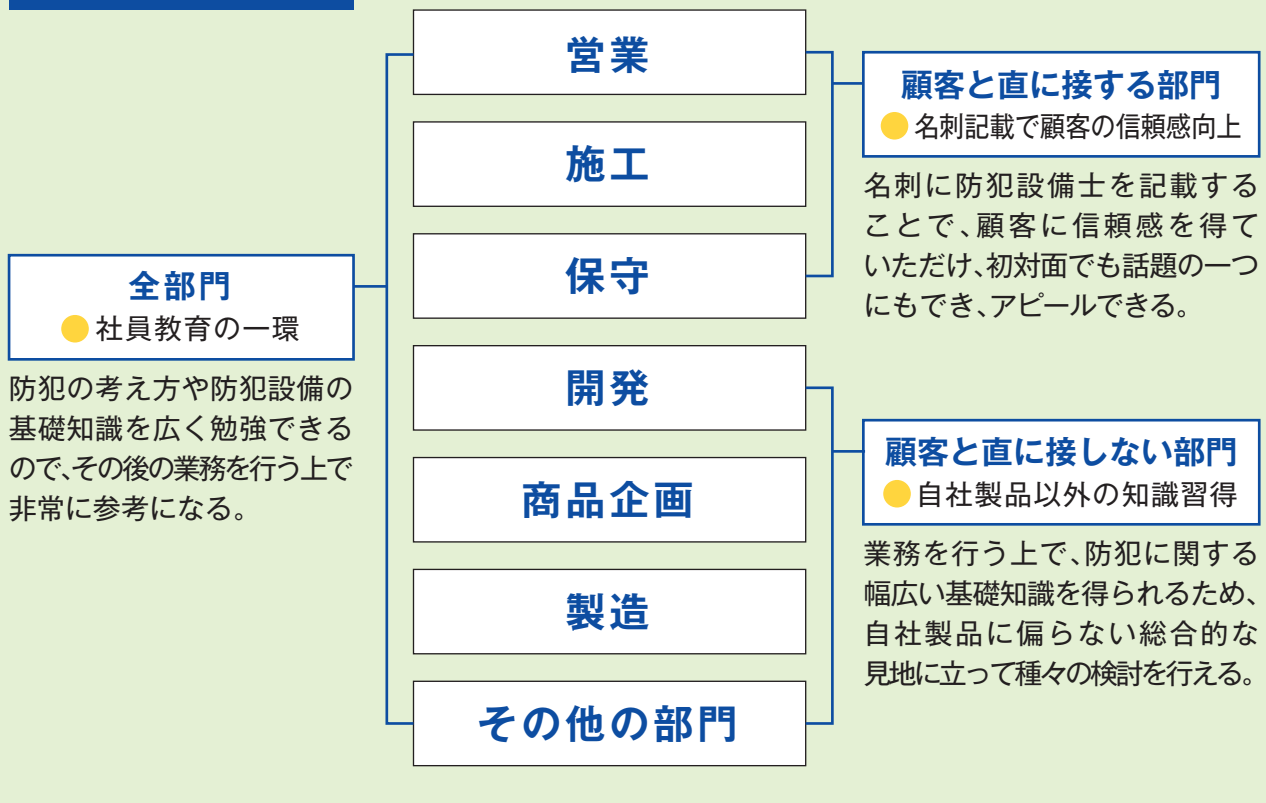 全部門
●社員教育の一環
防犯の考え方や防犯設備の
基礎知識を広く勉強できる
ので、その後の業務を行う上で
非常に参考になる。
営業
施工
保守
開発
商品企画
製造
その他の部門
顧客と直に接する部門
●名刺記載で顧客の信頼感向上
名刺に防犯設備士を記載する
ことで、顧客に信頼感を得て
いただけ、初対面でも話題の一つ
にもでき、アピールできる。
顧客と直に接しない部門
●自社製品以外の知識習得
業務を行う上で、防犯に関する
幅広い基礎知識を得られるため、
自社製品に偏らない総合的な
見地に立って種々の検討を行える。